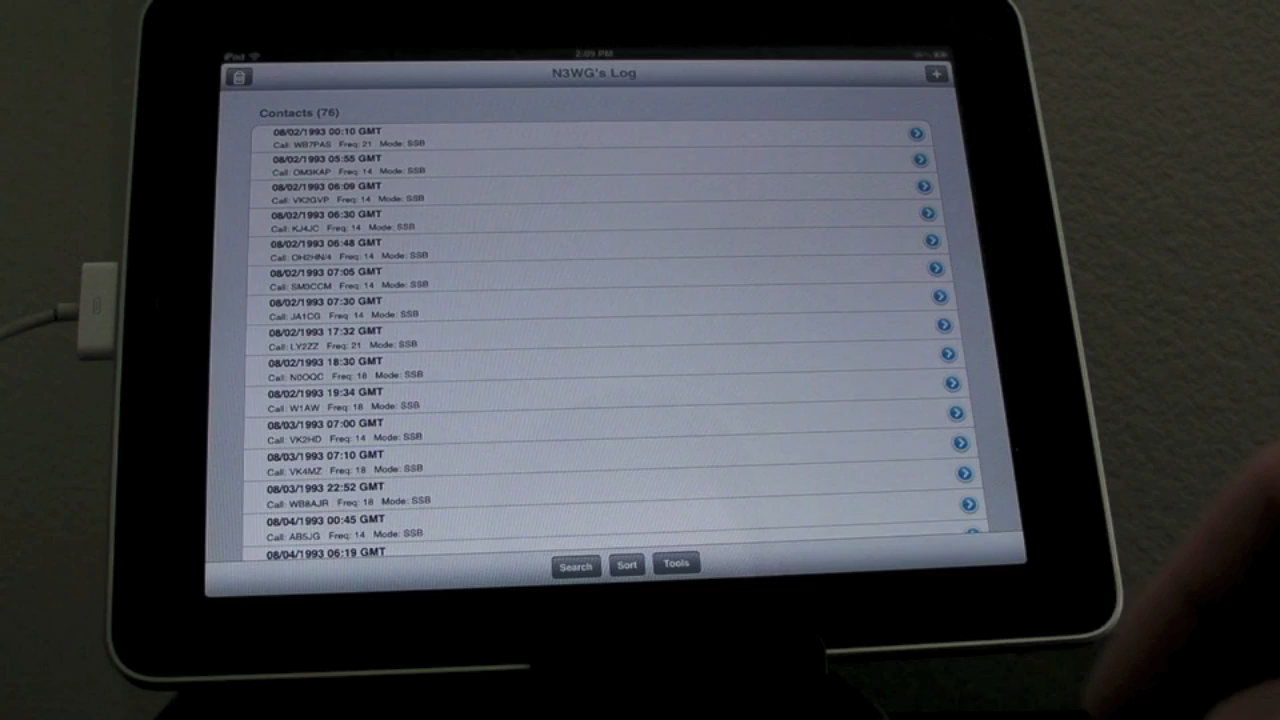 iPad 2:09 PM
N3WG's Log +
Contacts (76)
08/02/1993 00:10 GMT
Call: WB7PAS Freq: 21 Mode: SSB
08/02/1993 05:55 GMT
Call: OM3KAP Freq: 14 Mode: SSB
08/02/1993 06:09 GMT
Call: VK2GVP Freq: 14 Mode: SSB
08/02/1993 06:30 GMT
Call: KJ4JC Freq: 14 Mode: SSB
08/02/1993 06:48 GMT
Call: OH2HN/4 Freq: 14 Mode: SSB
08/02/1993 07:05 GMT
Call: SM3CCM Freq: 14 Mode: SSB
08/02/1993 07:30 GMT
Call: JA1CG Freq: 14 Mode: SSB
08/02/1993 17:32 GMT
Call: LY2ZZ Freq: 21 Mode: SSB
08/02/1993 18:30 GMT
Call: N0OQC Freq: 18 Mode: SSB
08/02/1993 19:34 GMT
Call: W1AW Freq: 18 Mode: SSB
08/03/1993 07:00 GMT
Call: VK2HD Freq: 14 Mode: SSB
08/03/1993 07:10 GMT
Call: VK4MZ Freq: 18 Mode: SSB
08/03/1993 22:52 GMT
Call: WB8AJR Freq: 18 Mode: SSB
08/04/1993 00:45 GMT
Call: AB5JG Freq: 14 Mode: SSB
08/04/1993 06:19 GMT
Search Sort Tools